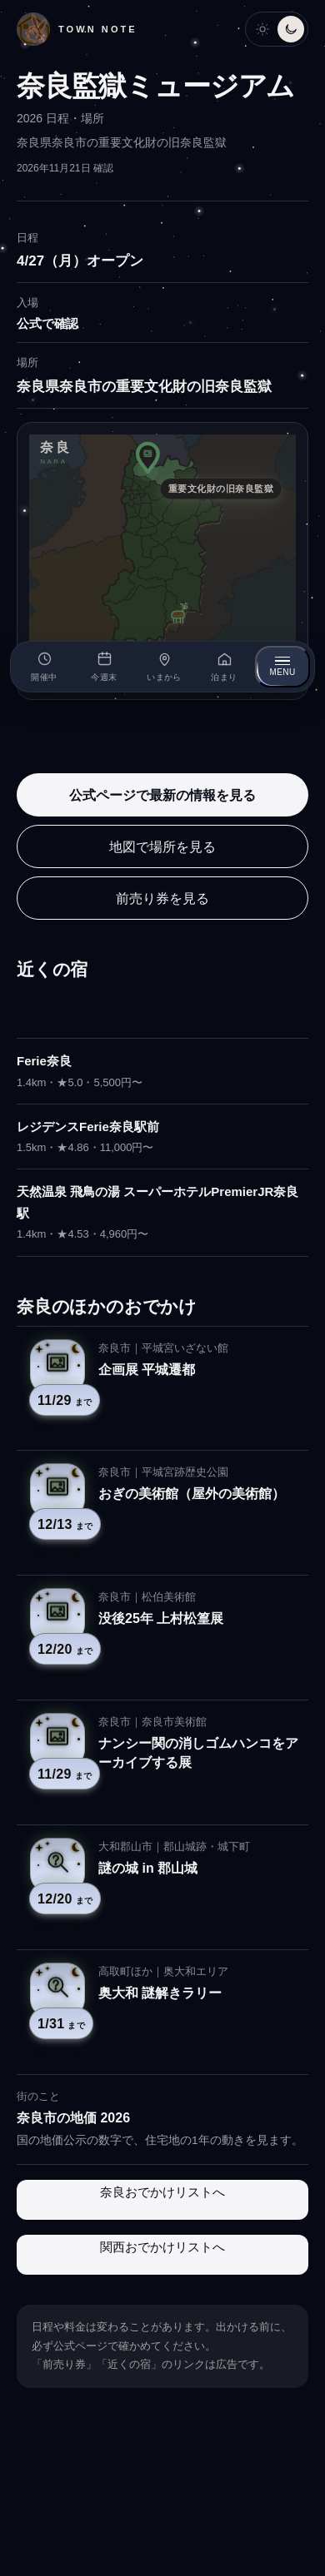 TOWN NOTE
奈良監獄ミュージアム
2026 日程・場所
奈良県奈良市の重要文化財の旧奈良監獄
2026年11月21日 確認
日程
4/27（月）オープン
入場
公式で確認
場所
奈良県奈良市の重要文化財の旧奈良監獄
奈良
NARA
重要文化財の旧奈良監獄
開催中
今週末
いまから
泊まり
MENU
公式ページで最新の情報を見る
地図で場所を見る
前売り券を見る
近くの宿
Ferie奈良
1.4km・★5.0・5,500円〜
レジデンスFerie奈良駅前
1.5km・★4.86・11,000円〜
天然温泉 飛鳥の湯 スーパーホテルPremierJR奈良
駅
1.4km・★4.53・4,960円〜
奈良のほかのおでかけ
奈良市｜平城宮いざない館
企画展 平城遷都
11/29 まで
奈良市｜平城宮跡歴史公園
おぎの美術館（屋外の美術館）
12/13 まで
奈良市｜松伯美術館
没後25年 上村松篁展
12/20 まで
奈良市｜奈良市美術館
ナンシー関の消しゴムハンコをア
ーカイブする展
11/29 まで
大和郡山市｜郡山城跡・城下町
謎の城 in 郡山城
12/20 まで
高取町ほか｜奥大和エリア
奥大和 謎解きラリー
1/31 まで
街のこと
奈良市の地価 2026
国の地価公示の数字で、住宅地の1年の動きを見ます。
奈良おでかけリストへ
関西おでかけリストへ
日程や料金は変わることがあります。出かける前に、
必ず公式ページで確かめてください。
「前売り券」「近くの宿」のリンクは広告です。